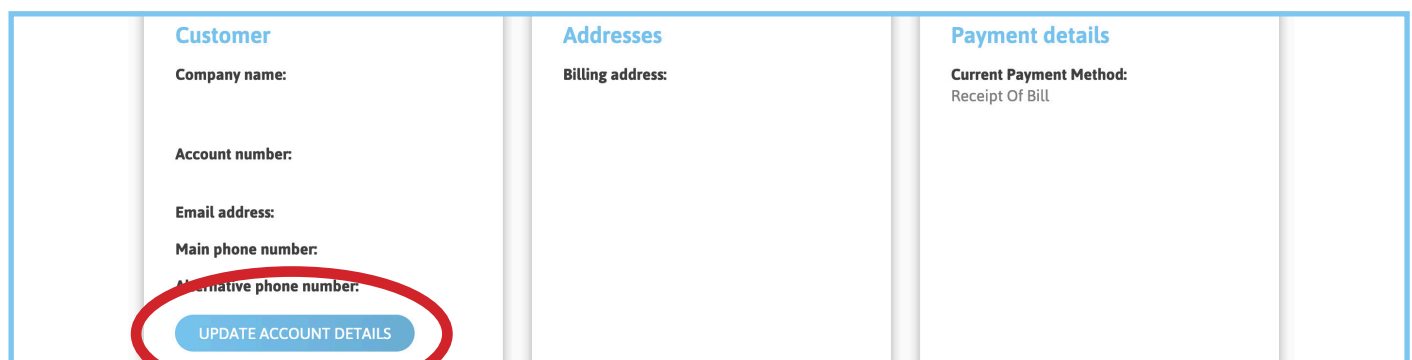 Customer
Company name:
Account number:
Email address:
Main phone number:
Alternative phone number:
UPDATE ACCOUNT DETAILS
Addresses
Billing address:
Payment details
Current Payment Method:
Receipt Of Bill